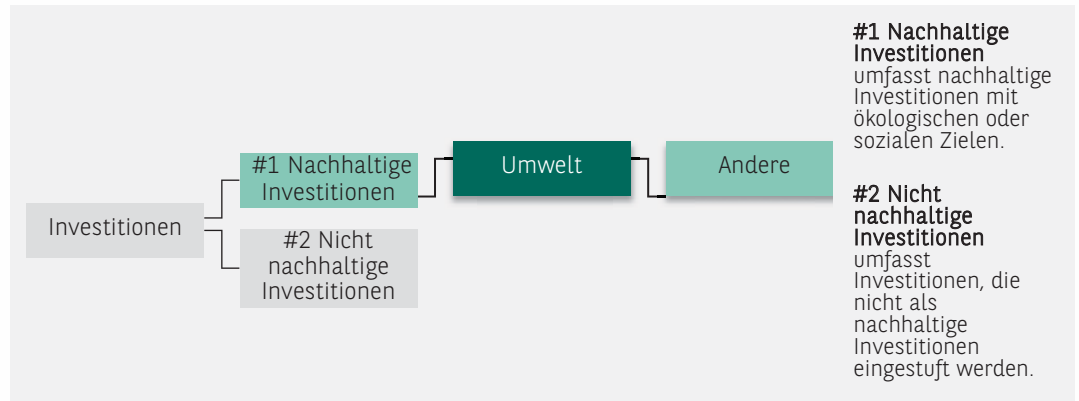 Investitionen
#1 Nachhaltige
Investitionen
#2 Nicht
nachhaltige
Investitionen
Umwelt
Andere
#1 Nachhaltige
Investitionen
umfasst nachhaltige
Investitionen mit
ökologischen oder
sozialen Zielen.
#2 Nicht
nachhaltige
Investitionen
umfasst
Investitionen, die
nicht als
nachhaltige
Investitionen
eingestuft werden.